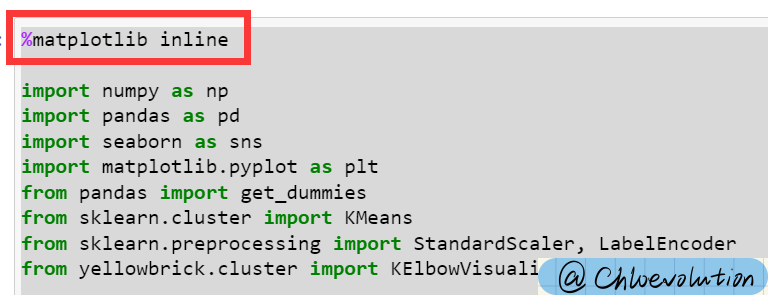 %matplotlib inline
import numpy as np
import pandas as pd
import seaborn as sns
import matplotlib.pyplot as plt
from pandas import get_dummies
from sklearn.cluster import KMeans
from sklearn.preprocessing import StandardScaler, LabelEncoder
from yellowbrick.cluster import KElbowVisuali
@ Chloevolution